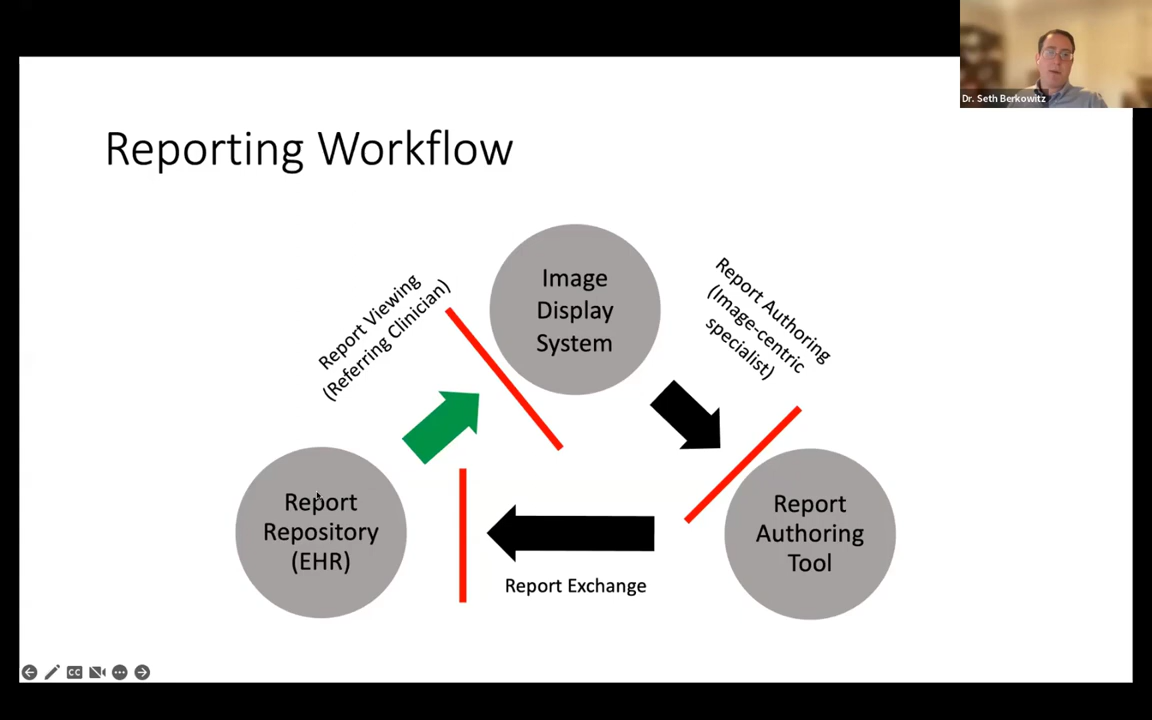 Dr. Seth Berkowitz
Reporting Workflow
Report Viewing
(Referring Clinician)
Image
Display
System
Report Authoring
(Image-centric
specialist)
Report
Repository
(EHR)
Report Exchange
Report
Authoring
Tool
CC